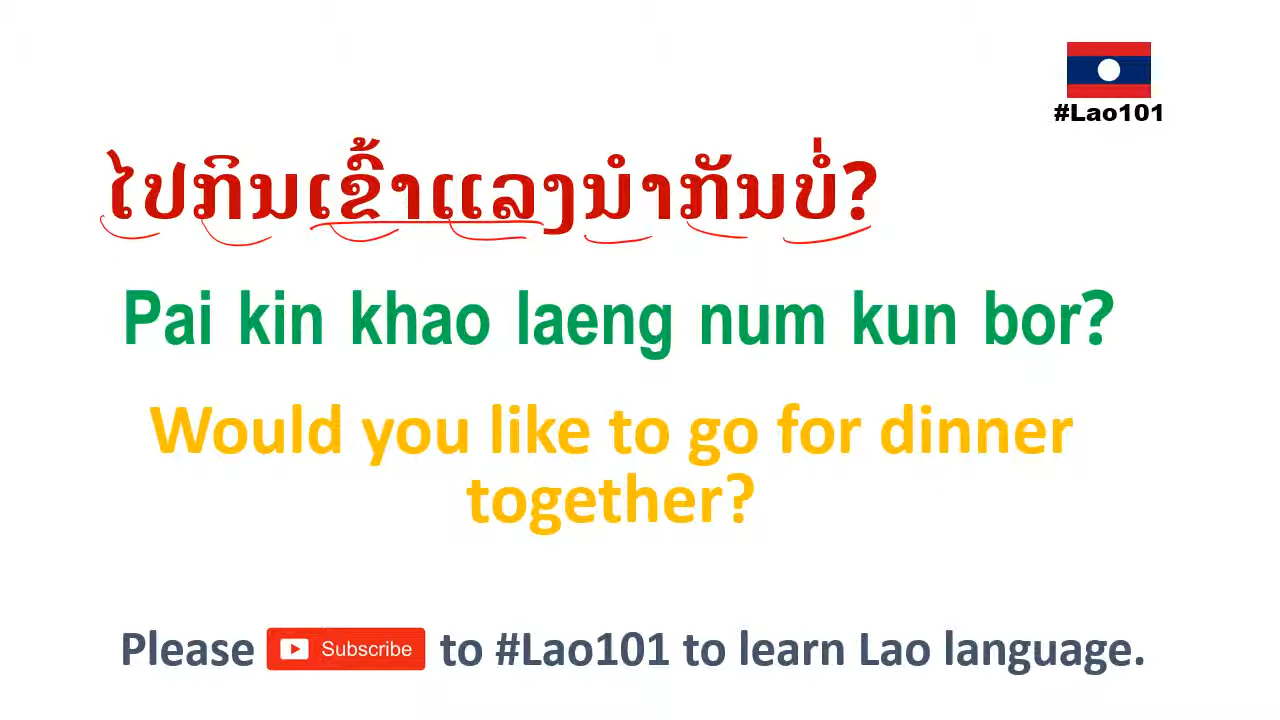 #Lao101
ໄປກິນເຂົ້າແລງນຳກັນບໍ່?
Pai kin khao laeng num kun bor?
Would you like to go for dinner
together?
Please Subscribe to #Lao101 to learn Lao language.